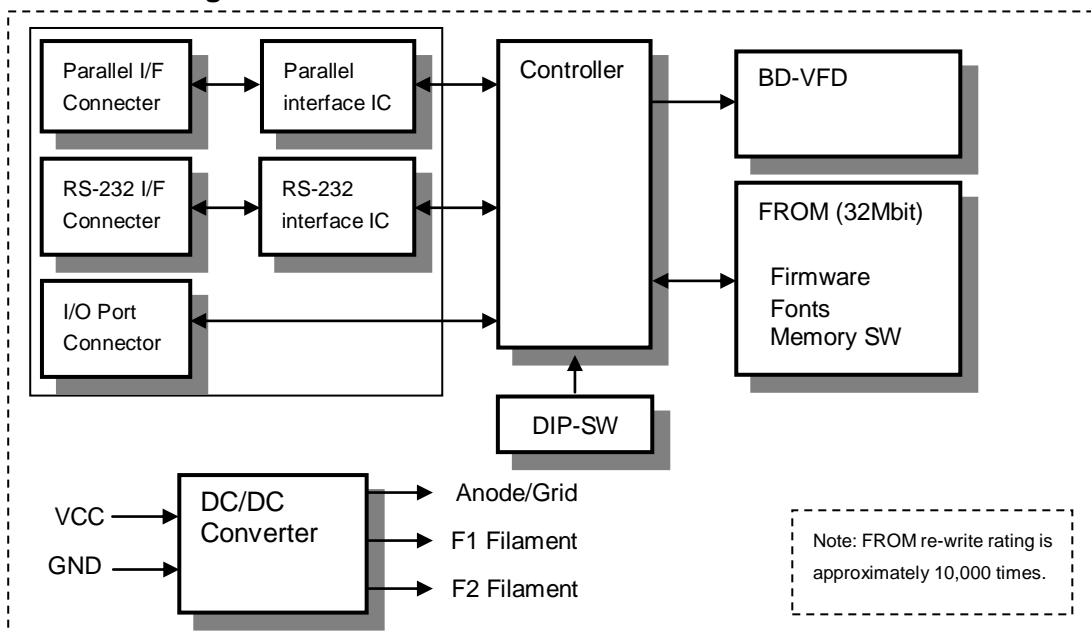 Parallel I/F
Connecter
Parallel
interface IC
Controller
BD-VFD
RS-232 I/F
Connecter
RS-232
interface IC
FROM (32Mbit)
Firmware
Fonts
Memory SW
I/O Port
Connector
DIP-SW
VCC
GND
DC/DC
Converter
Anode/Grid
F1 Filament
F2 Filament
Note: FROM re-write rating is
approximately 10,000 times.